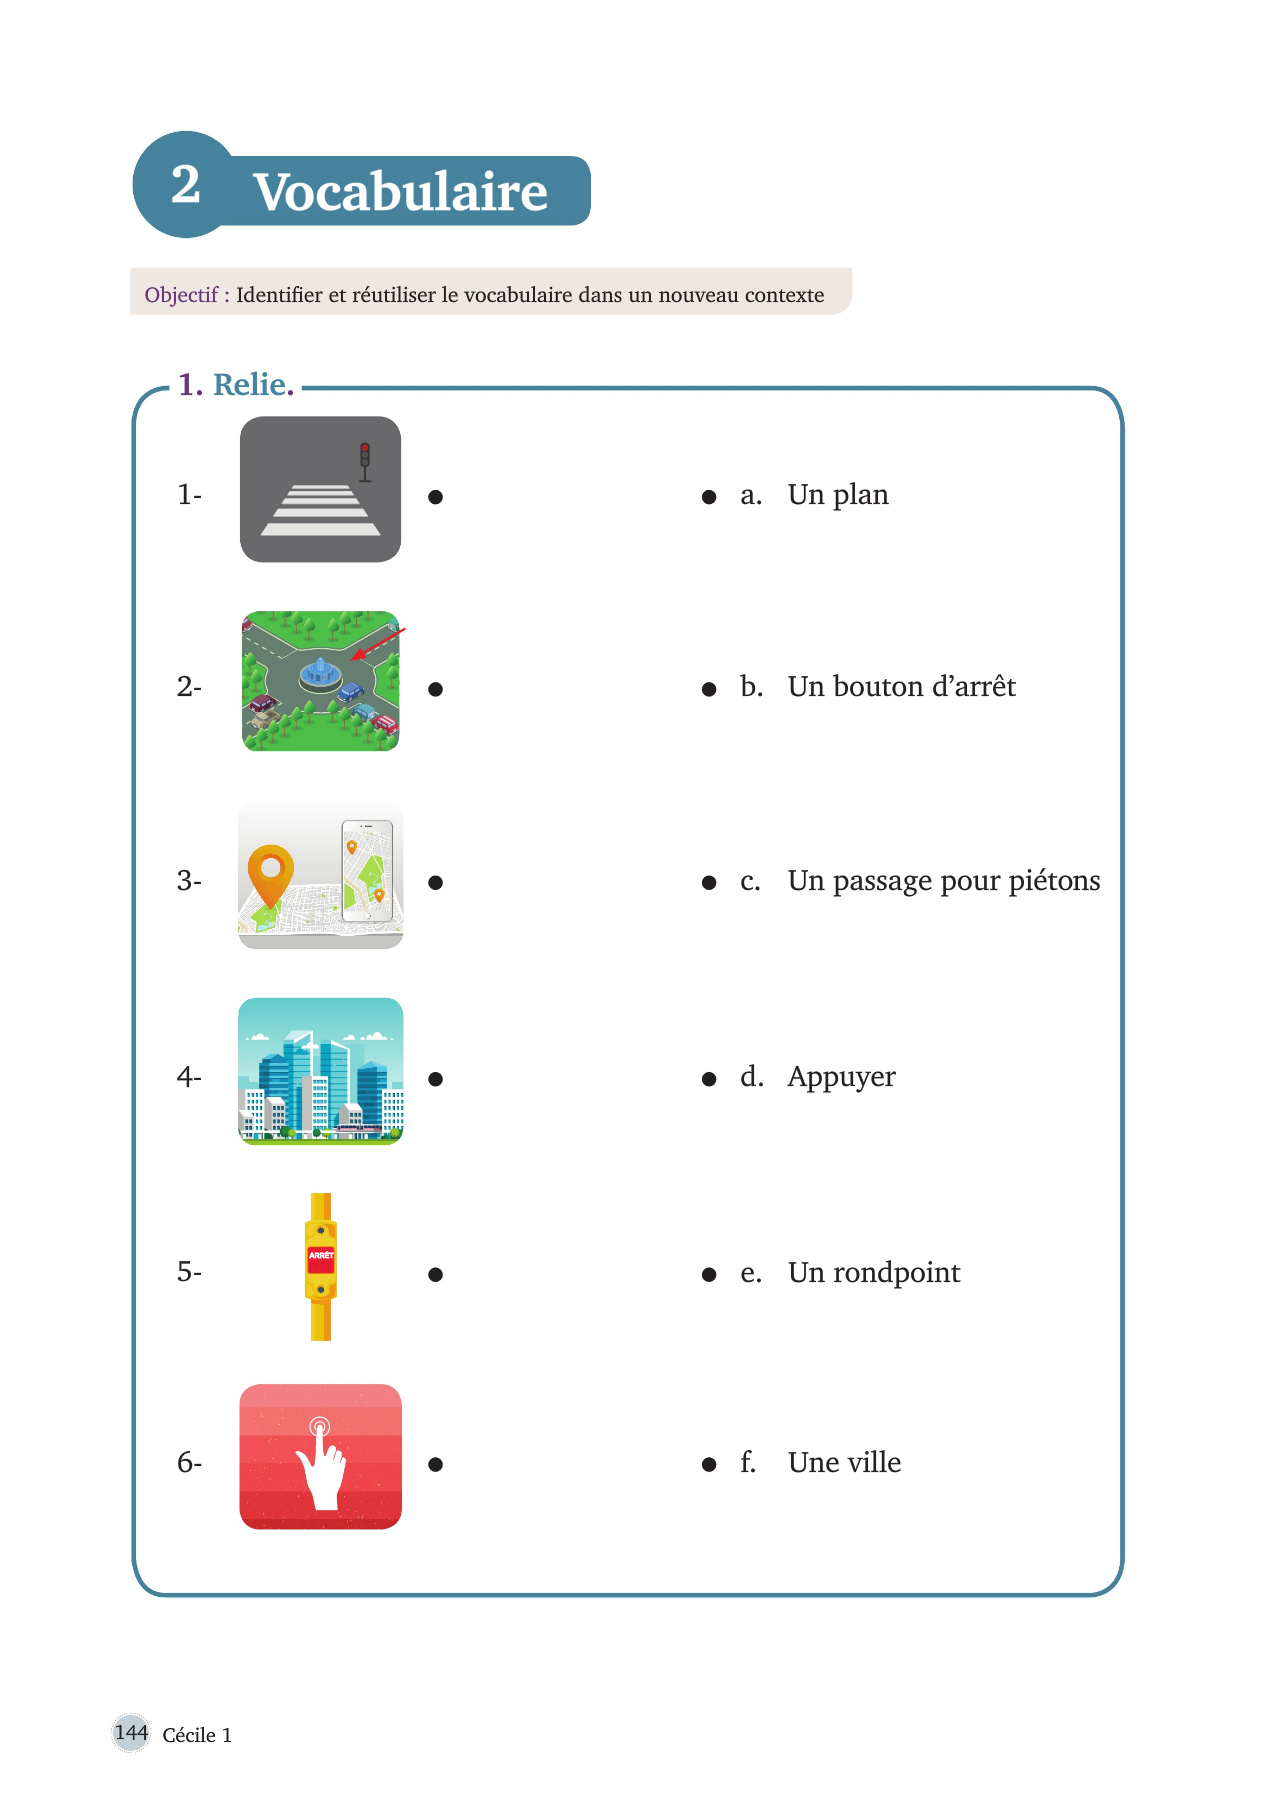 2 Vocabulaire
Objectif : Identifier et réutiliser le vocabulaire dans un nouveau contexte
1. Relie.
1- a. Un plan
2- b. Un bouton d’arrêt
3- c. Un passage pour piétons
4- d. Appuyer
5- ARRÊT e. Un rondpoint
6- f. Une ville
144 Cécile 1